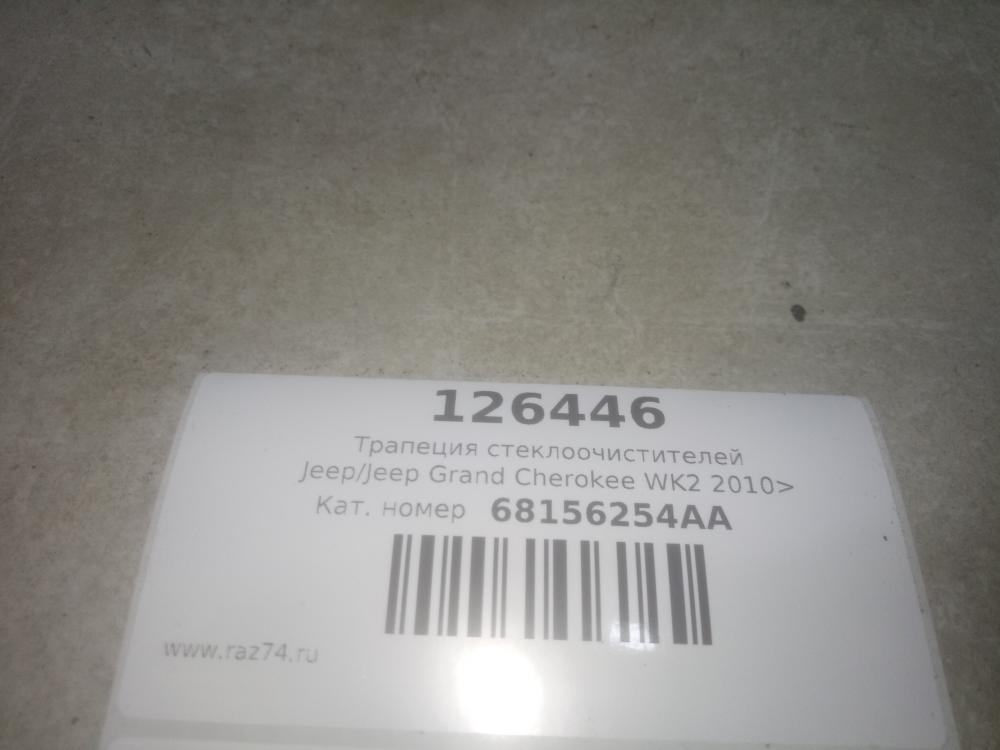 126446
Трапеция стеклоочистителей
Jeep/Jeep Grand Cherokee WK2 2010>
Кат. номер 68156254AA
www.raz74.ru